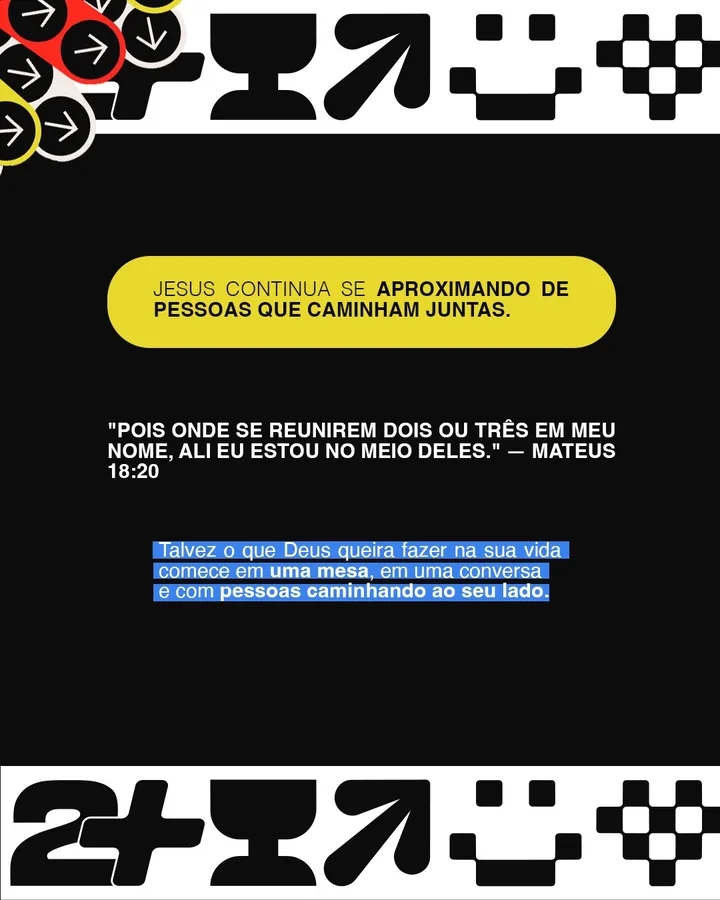 JESUS CONTINUA SE APROXIMANDO DE
PESSOAS QUE CAMINHAM JUNTAS.
"POIS ONDE SE REUNIREM DOIS OU TRÊS EM MEU
NOME, ALI EU ESTOU NO MEIO DELES." — MATEUS
18:20
Talvez o que Deus queira fazer na sua vida
comece em uma mesa, em uma conversa
e com pessoas caminhando ao seu lado.
2+